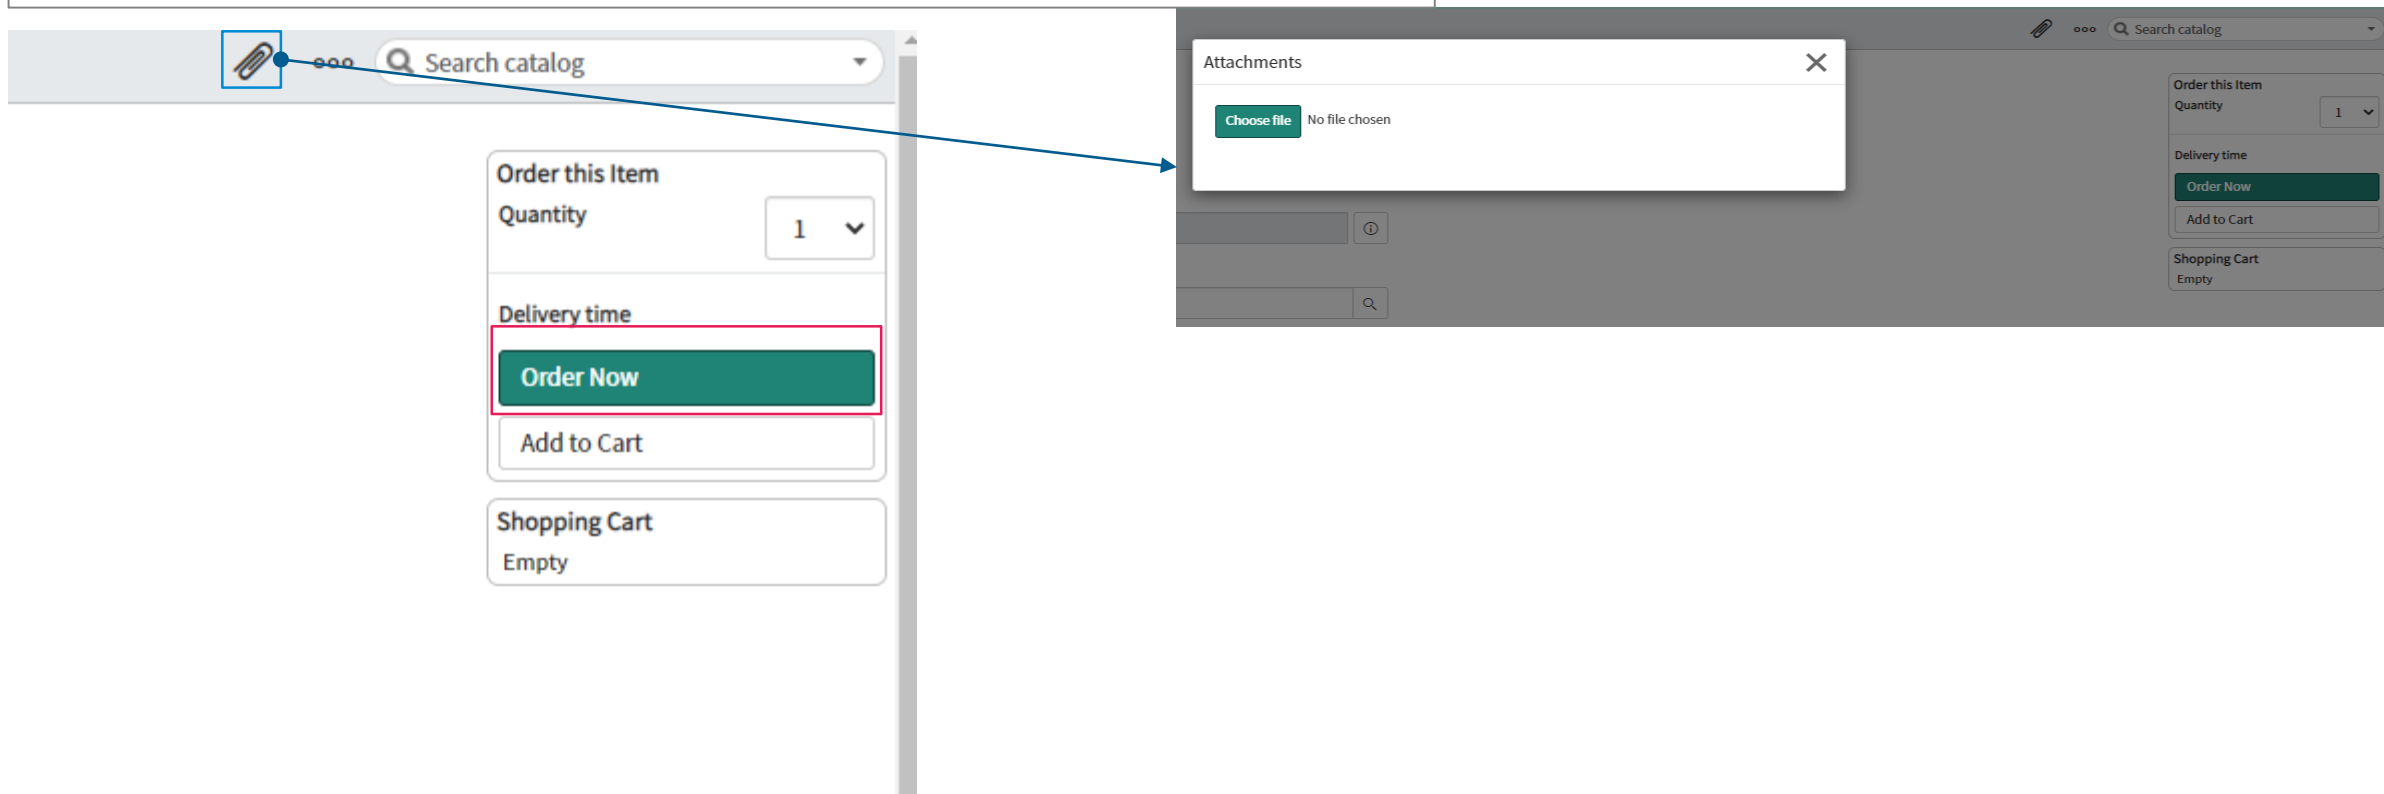 Search catalog
Order this Item
Quantity
1
Delivery time
Order Now
Add to Cart
Shopping Cart
Empty
Attachments
Choose file No file chosen
Search catalog
Order this Item
Quantity
1
Delivery time
Order Now
Add to Cart
Shopping Cart
Empty